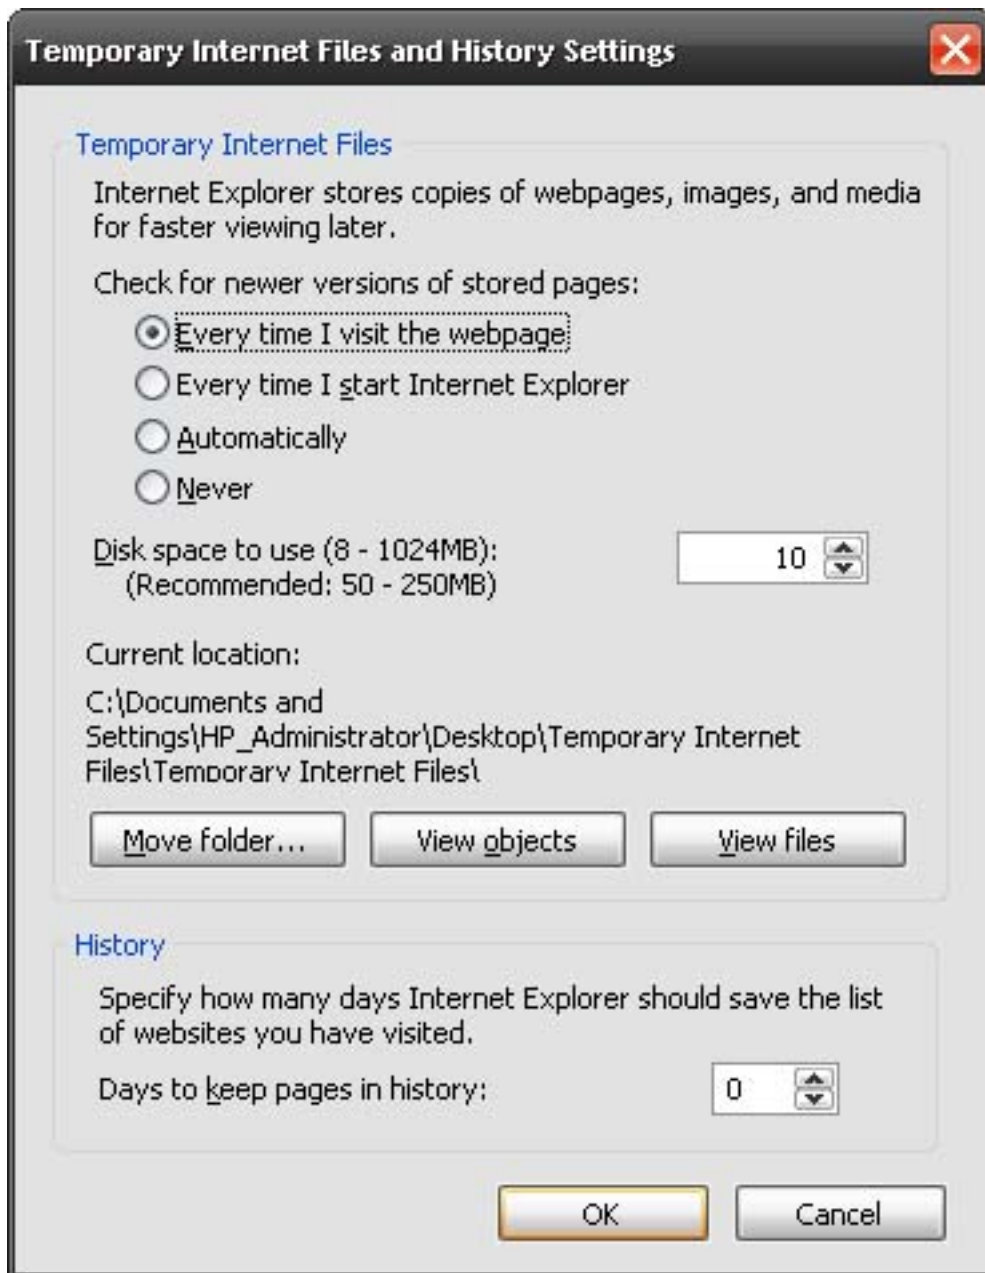 Temporary Internet Files and History Settings
Temporary Internet Files
Internet Explorer stores copies of webpages, images, and media
for faster viewing later.
Check for newer versions of stored pages:
Every time I visit the webpage
Every time I start Internet Explorer
Automatically
Never
Disk space to use (8 - 1024MB):
10
(Recommended: 50 - 250MB)
Current location:
C:\Documents and
Settings\HP_Administrator\Desktop\Temporary Internet
Files\Temporary Internet Files\
Move folder...
View objects
View files
History
Specify how many days Internet Explorer should save the list
of websites you have visited.
Days to keep pages in history:
0
OK
Cancel